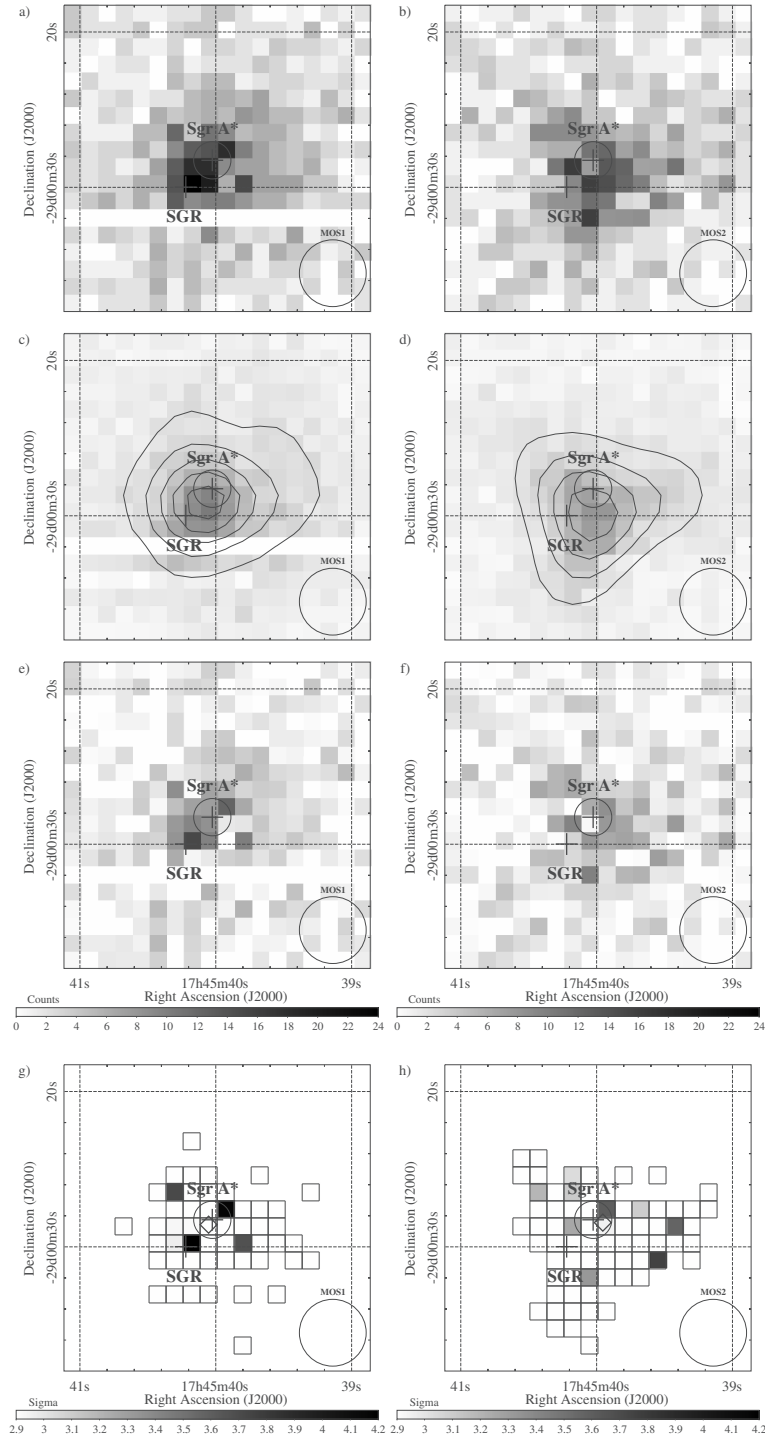 a)
b)
20s
Sgr A*
Sgr A*
Declination (J2000)
Declination (J2000)
-29d00m30s
-29d00m30s
SGR
SGR
MOS1
MOS2
c)
d)
20s
20s
Sgr A*
Sgr A*
Declination (J2000)
Declination (J2000)
-29d00m30s
-29d00m30s
SGR
SGR
MOS1
MOS2
e)
f)
20s
20s
Sgr A*
Sgr A*
Declination (J2000)
Declination (J2000)
-29d00m30s
-29d00m30s
SGR
SGR
MOS1
MOS2
41s 17h45m40s 39s
41s 17h45m40s 39s
Right Ascension (J2000)
Right Ascension (J2000)
Counts
Counts
0 2 4 6 8 10 12 14 16 18 20 22 24
0 2 4 6 8 10 12 14 16 18 20 22 24
g)
h)
20s
20s
Sgr A*
Sgr A*
Declination (J2000)
Declination (J2000)
-29d00m30s
-29d00m30s
SGR
SGR
MOS1
MOS2
41s 17h45m40s 39s
41s 17h45m40s 39s
Right Ascension (J2000)
Right Ascension (J2000)
Sigma
Sigma
2.9 3 3.1 3.2 3.3 3.4 3.5 3.6 3.7 3.8 3.9 4 4.1 4.2
2.9 3 3.1 3.2 3.3 3.4 3.5 3.6 3.7 3.8 3.9 4 4.1 4.2